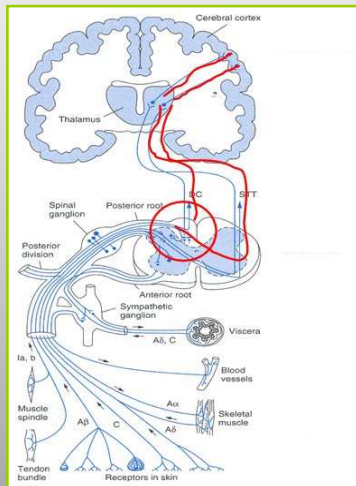 Cerebral cortex
Thalamus
DC
STT
Posterior root
Spinal
ganglion
Posterior
division
Anterior root
Sympathetic
ganglion
Viscera
Aδ, C
Ia, b
Blood
vessels
Aα
Skeletal
muscle
Muscle
spindle
Aβ
C
Aδ
Tendon
bundle
Receptors in skin